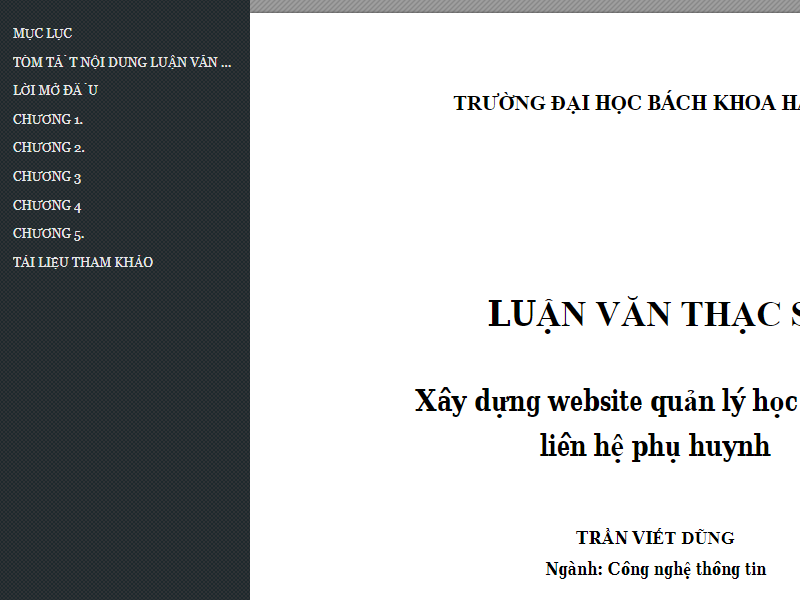 MỤC LỤC
TÓM TẮT NỘI DUNG LUẬN VĂN ...
LỜI MỞ ĐẦU
CHƯƠNG 1.
CHƯƠNG 2.
CHƯƠNG 3
CHƯƠNG 4
CHƯƠNG 5.
TÀI LIỆU THAM KHẢO
TRƯỜNG ĐẠI HỌC BÁCH KHOA HÀ
LUẬN VĂN THẠC S
Xây dựng website quản lý học
liên hệ phụ huynh
TRẦN VIẾT DŨNG
Ngành: Công nghệ thông tin